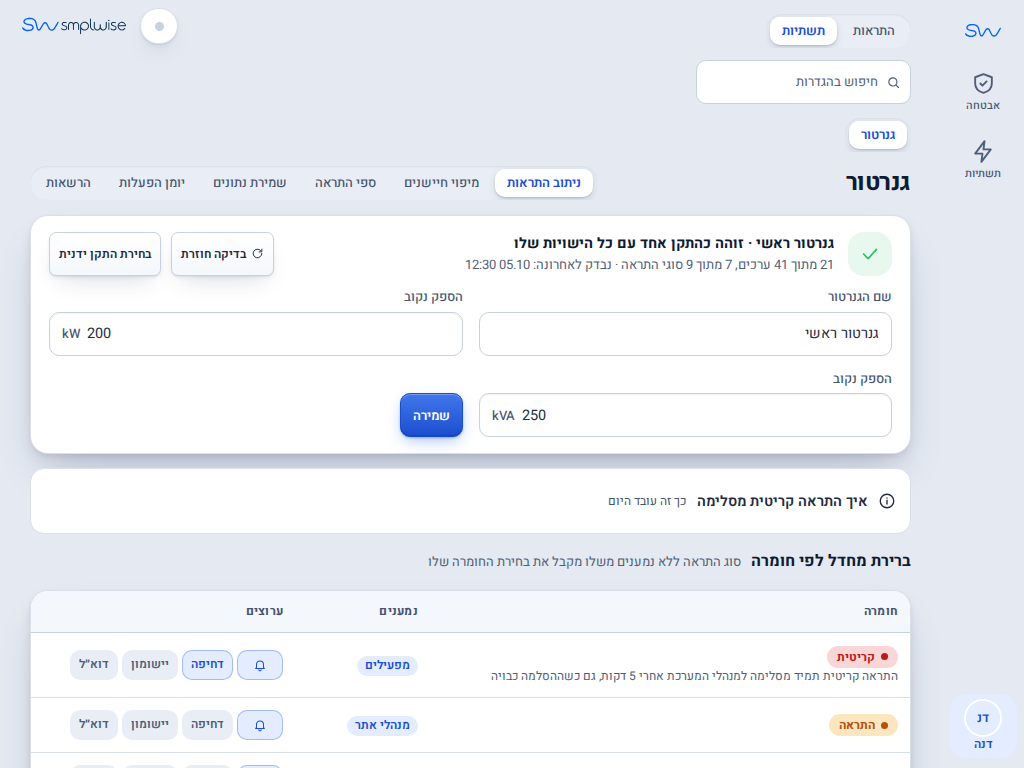 SW
אבטחה
תשתיות
התראות
תשתיות
SW smplwise
חיפוש בהגדרות
גנרטור
גנרטור
ניתוב התראות
מיפוי חיישנים
ספי התראה
שמירת נתונים
יומן הפעלות
הרשאות
גנרטור ראשי · זוהה כהתקן אחד עם כל הישויות שלו
21 מתוך 41 ערכים, 7 מתוך 9 סוגי התראה · נבדק לאחרונה: 05.10 12:30
בדיקה חוזרת
בחירת התקן ידנית
שם הגנרטור
הספק נקוב
גנרטור ראשי
200 kW
הספק נקוב
250 kVA
שמירה
איך התראה קריטית מסלימה כך זה עובד היום
ברירת מחדל לפי חומרה סוג התראה ללא נמענים משלו מקבל את בחירת החומרה שלו
חומרה נמענים ערוצים
קריטית
התראה קריטית תמיד מסלימה למנהלי המערכת אחרי 5 דקות, גם כשההסלמה כבויה
מפעילים
דחיפה יישומון דוא"ל
התראה
מנהלי אתר
דחיפה יישומון דוא"ל
דנ
דנה